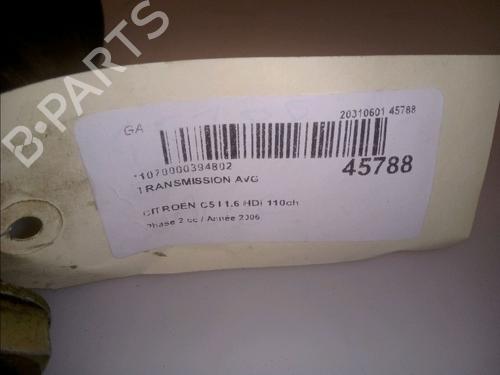 B-PARTS
GA
20310601 45788
*1070000394802
45788
TRANSMISSION AVG
CITROEN C5 I 1.6 HDi 110ch
Phase 2 cc / Année 2006